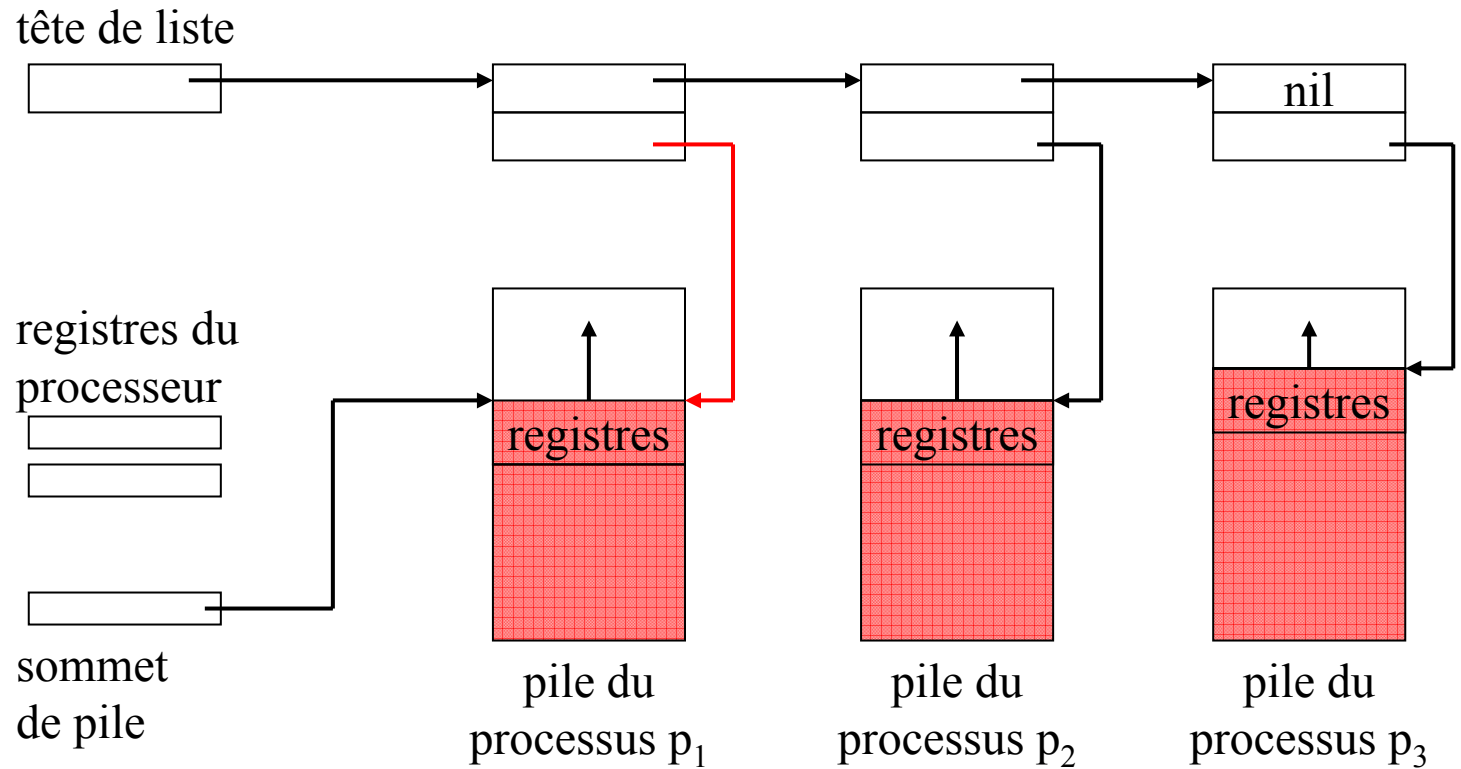 tête de liste
nil
registres du
processeur
registres
registres
registres
sommet
de pile
pile du
processus p₁
pile du
processus p₂
pile du
processus p₃